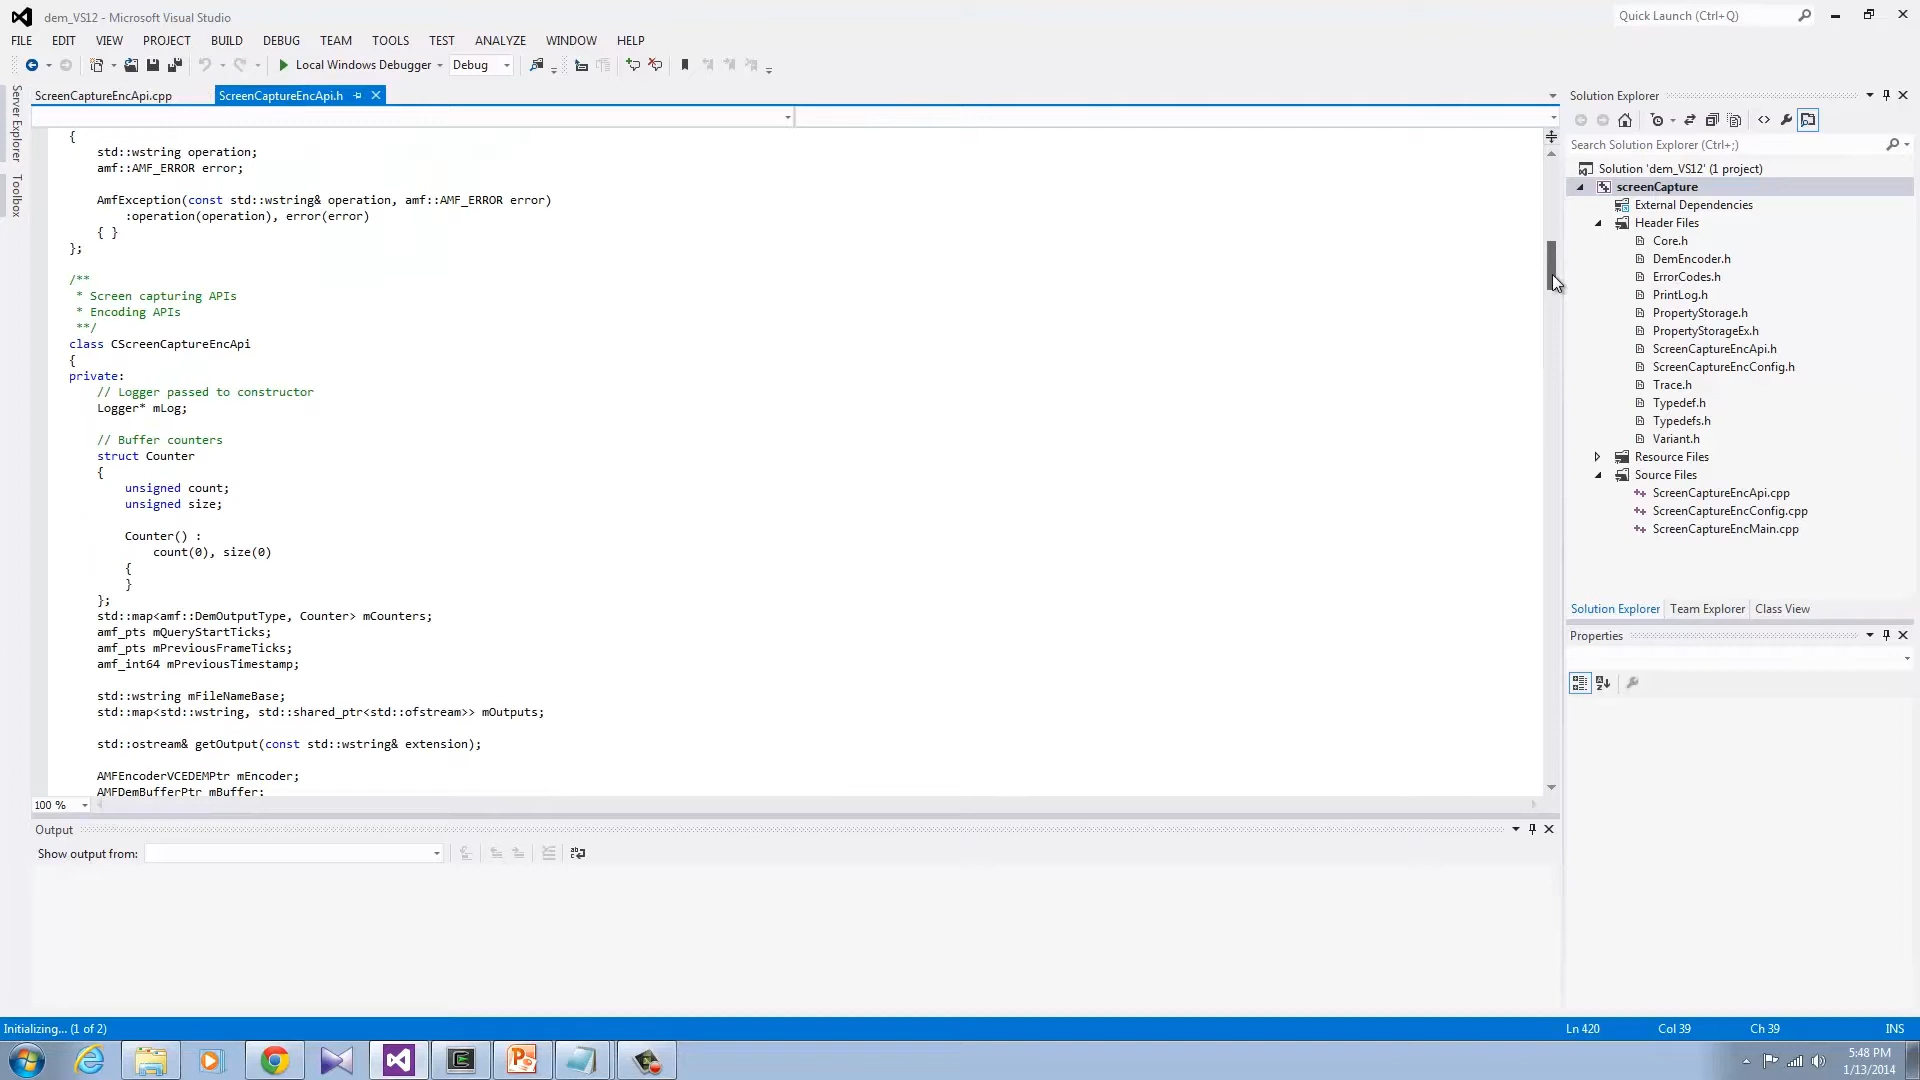 dem_VS12 - Microsoft Visual Studio
Quick Launch (Ctrl+Q)
FILE EDIT VIEW PROJECT BUILD DEBUG TEAM TOOLS TEST ANALYZE WINDOW HELP
Local Windows Debugger Debug
Server Explorer
Toolbox
ScreenCaptureEncApi.cpp ScreenCaptureEncApi.h
{
std::wstring operation;
amf::AMF_ERROR error;
AmfException(const std::wstring& operation, amf::AMF_ERROR error)
:operation(operation), error(error)
{ }
};
/**
* Screen capturing APIs
* Encoding APIs
**/
class CScreenCaptureEncApi
{
private:
// Logger passed to constructor
Logger* mLog;
// Buffer counters
struct Counter
{
unsigned count;
unsigned size;
Counter() :
count(0), size(0)
{
}
};
std::map<amf::DemOutputType, Counter> mCounters;
amf_pts mQueryStartTicks;
amf_pts mPreviousFrameTicks;
amf_int64 mPreviousTimestamp;
std::wstring mFileNameBase;
std::map<std::wstring, std::shared_ptr<std::ofstream>> mOutputs;
std::ostream& getOutput(const std::wstring& extension);
AMFEncoderVCEDEMPtr mEncoder;
AMFDemBufferPtr mBuffer;
100 %
Output
Show output from:
Solution Explorer
Search Solution Explorer (Ctrl+;)
Solution 'dem_VS12' (1 project)
screenCapture
External Dependencies
Header Files
Core.h
DemEncoder.h
ErrorCodes.h
PrintLog.h
PropertyStorage.h
PropertyStorageEx.h
ScreenCaptureEncApi.h
ScreenCaptureEncConfig.h
Trace.h
Typedef.h
Typedefs.h
Variant.h
Resource Files
Source Files
ScreenCaptureEncApi.cpp
ScreenCaptureEncConfig.cpp
ScreenCaptureEncMain.cpp
Solution Explorer Team Explorer Class View
Properties
Initializing... (1 of 2) Ln 420 Col 39 Ch 39 INS
5:48 PM
1/13/2014